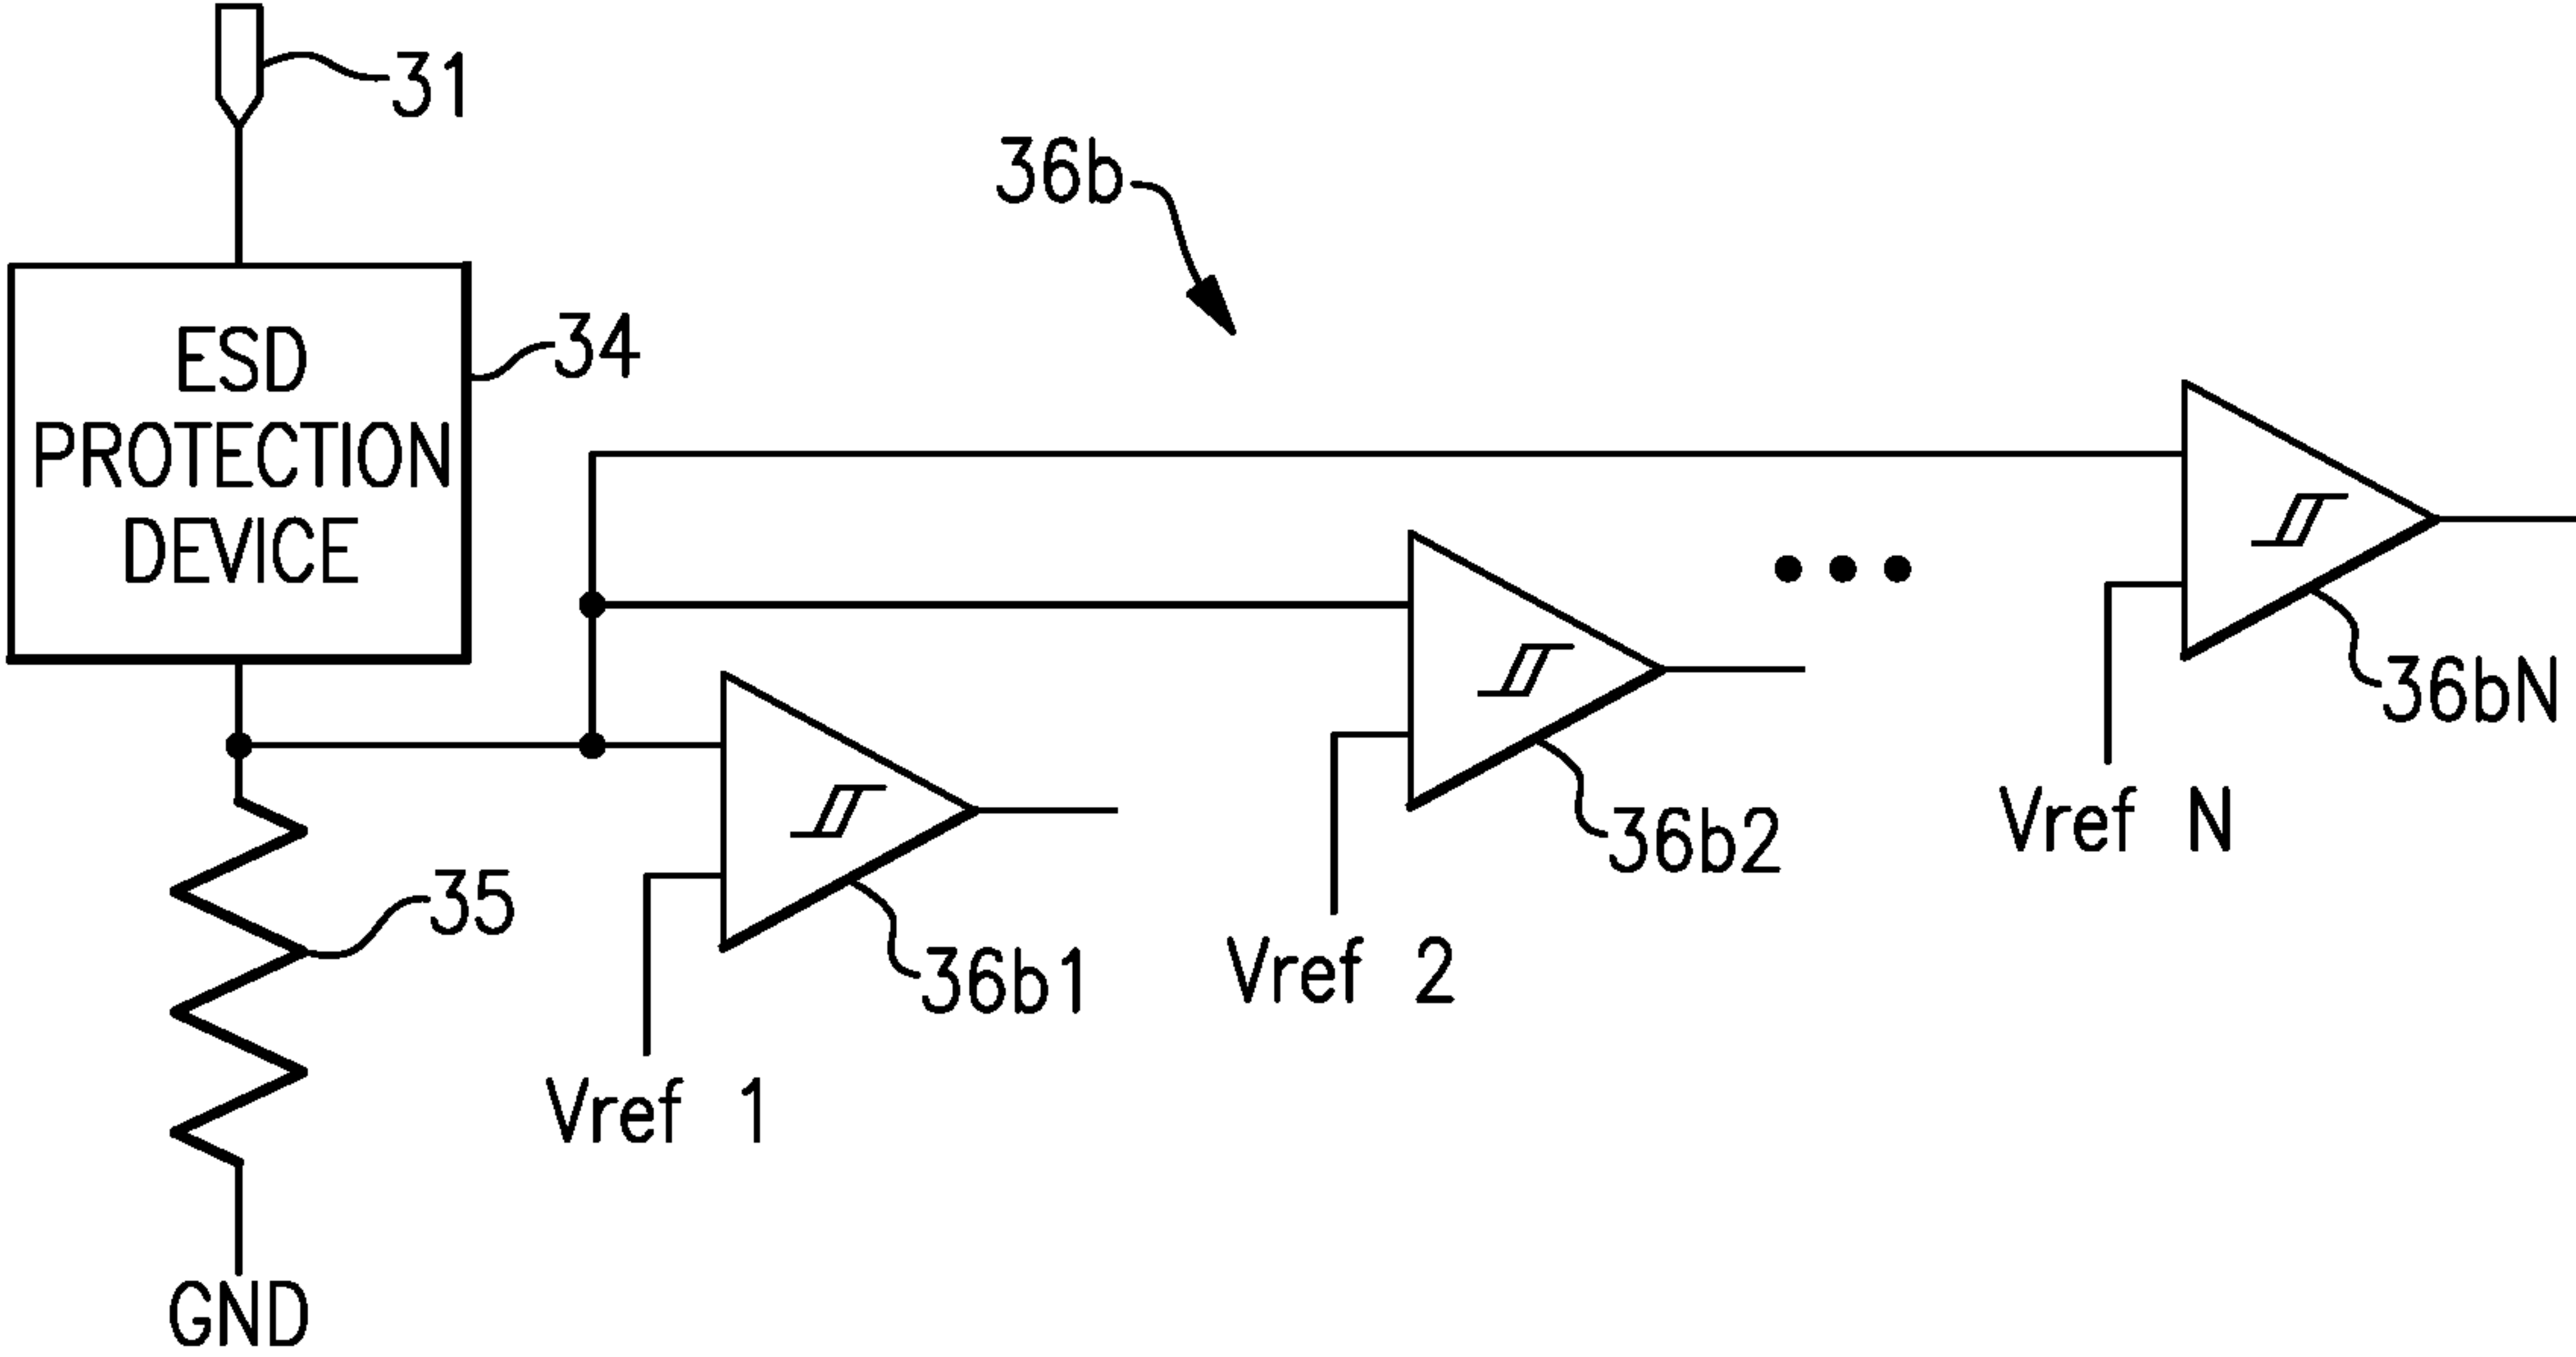 31
36b
ESD
PROTECTION
DEVICE
34
36bN
Vref N
36b2
Vref 2
35
36b1
Vref 1
GND